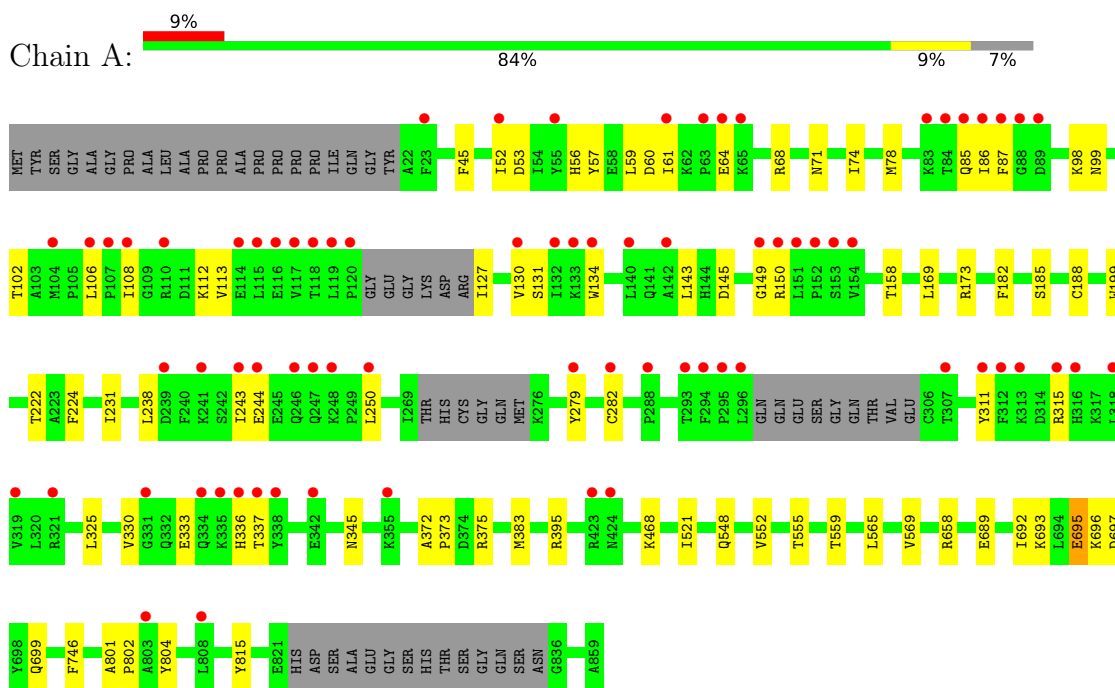 9%
Chain A:
84% 9% 7%
MET TYR SER GLY ALA GLY PRO ALA LEU ALA PRO PRO ALA PRO PRO PRO PRO ILE GLN GLY TYR A22 F23 F45 I52 D53 I54 Y55 H56 Y57 E58 L59 D60 I61 K62 P63 E64 K65 R68 N71 I74 M78 K83 T84 Q85 I86 F87 G88 D89 K98 N99
T102 A103 M104 P105 L106 P107 I108 G109 R110 D111 K112 V113 E114 L115 E116 V117 T118 L119 P120 GLY GLU GLY LYS ASP ARG I127 V130 S131 I132 K133 W134 L140 Q141 A142 L143 H144 D145 G149 R150 L151 P152 S153 V154 T158 L169 R173 F182 S185 C188 W199
T222 A223 F224 I231 L238 D239 F240 K241 S242 I243 E244 E245 Q246 Q247 K248 P249 L250 I269 THR HIS CYS GLY GLN MET K276 Y279 C282 P288 T293 F294 P295 L296 GLN GLN GLU SER GLY GLN THR VAL GLU C306 T307 Y311 F312 K313 D314 R315 H316 K317 L318
V319 L320 R321 L325 V330 G331 Q332 E333 Q334 K335 H336 T337 Y338 E342 N345 K355 A372 P373 D374 R375 M383 R395 R423 N424 K468 I521 Q548 V552 T555 T559 L565 V569 R658 E689 I692 K693 L694 E695 K696 D697
Y698 Q699 F746 A801 P802 A803 Y804 L808 Y815 E821 HIS ASP SER ALA GLU GLY SER HIS THR SER GLY GLN SER ASN G836 A859